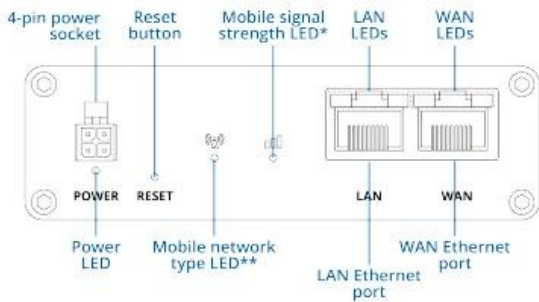 4-pin power
socket
Reset
button
Mobile signal
strength LED*
LAN
LEDs
WAN
LEDs
POWER
RESET
LAN
WAN
Power
LED
Mobile network
type LED**
LAN Ethernet
port
WAN Ethernet
port